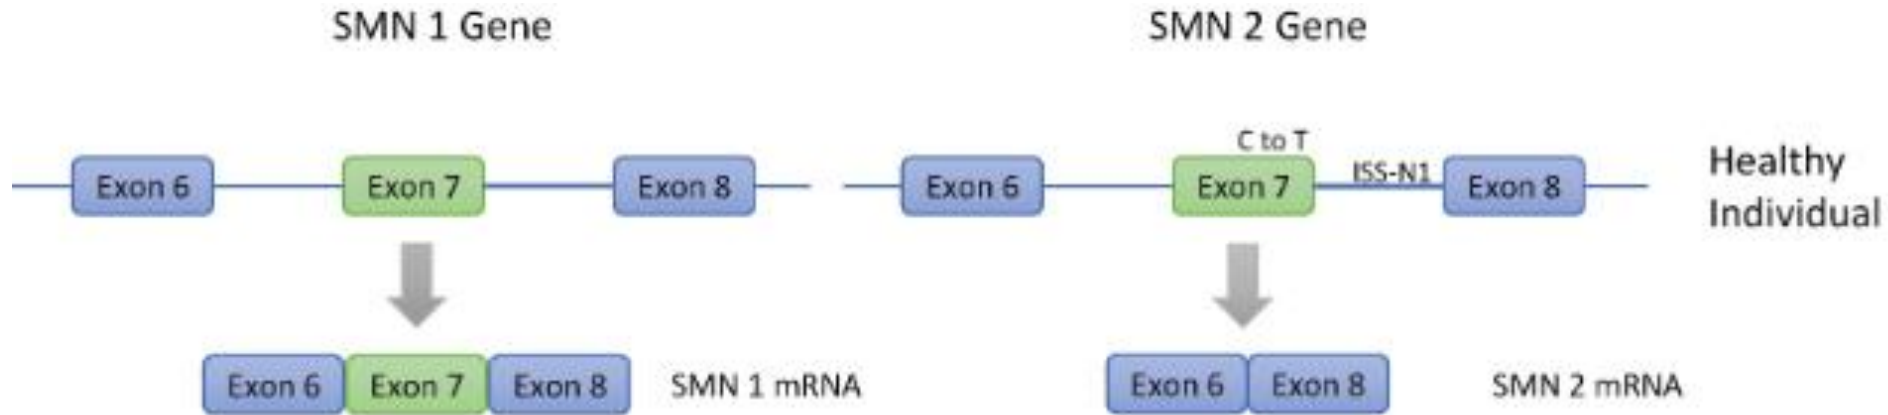 SMN 1 Gene
SMN 2 Gene
Exon 6
Exon 7
Exon 8
Exon 6
C to T
Exon 7
ISS-N1
Exon 8
Healthy
Individual
Exon 6
Exon 7
Exon 8
SMN 1 mRNA
Exon 6
Exon 8
SMN 2 mRNA